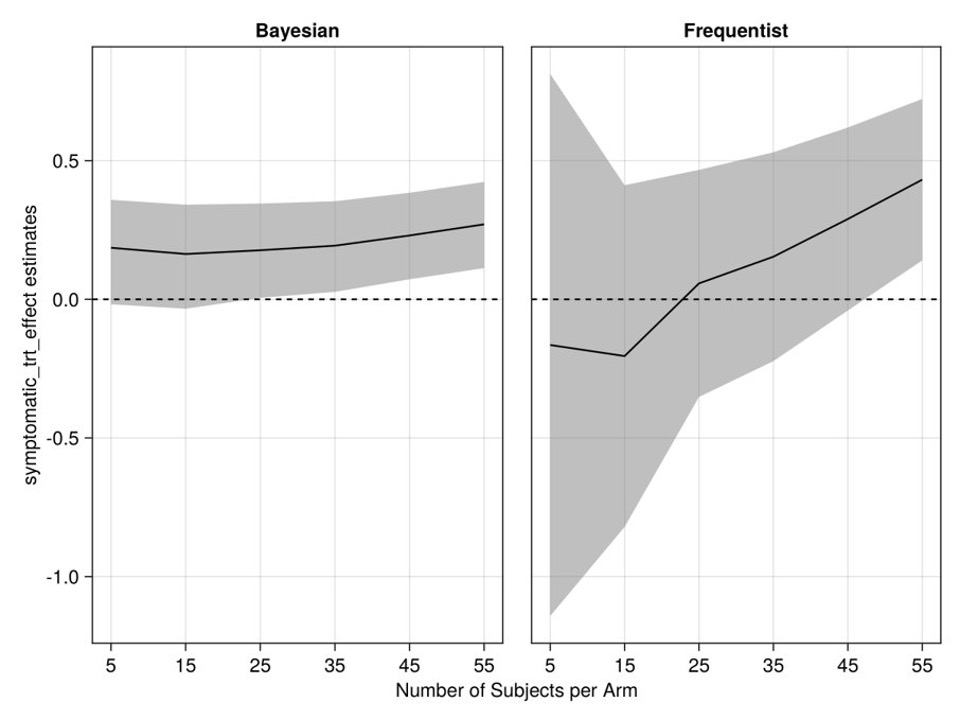 Bayesian
Frequentist
symptomatic_trt_effect estimates
0.5
0.0
-0.5
-1.0
5 15 25 35 45 55
5 15 25 35 45 55
Number of Subjects per Arm